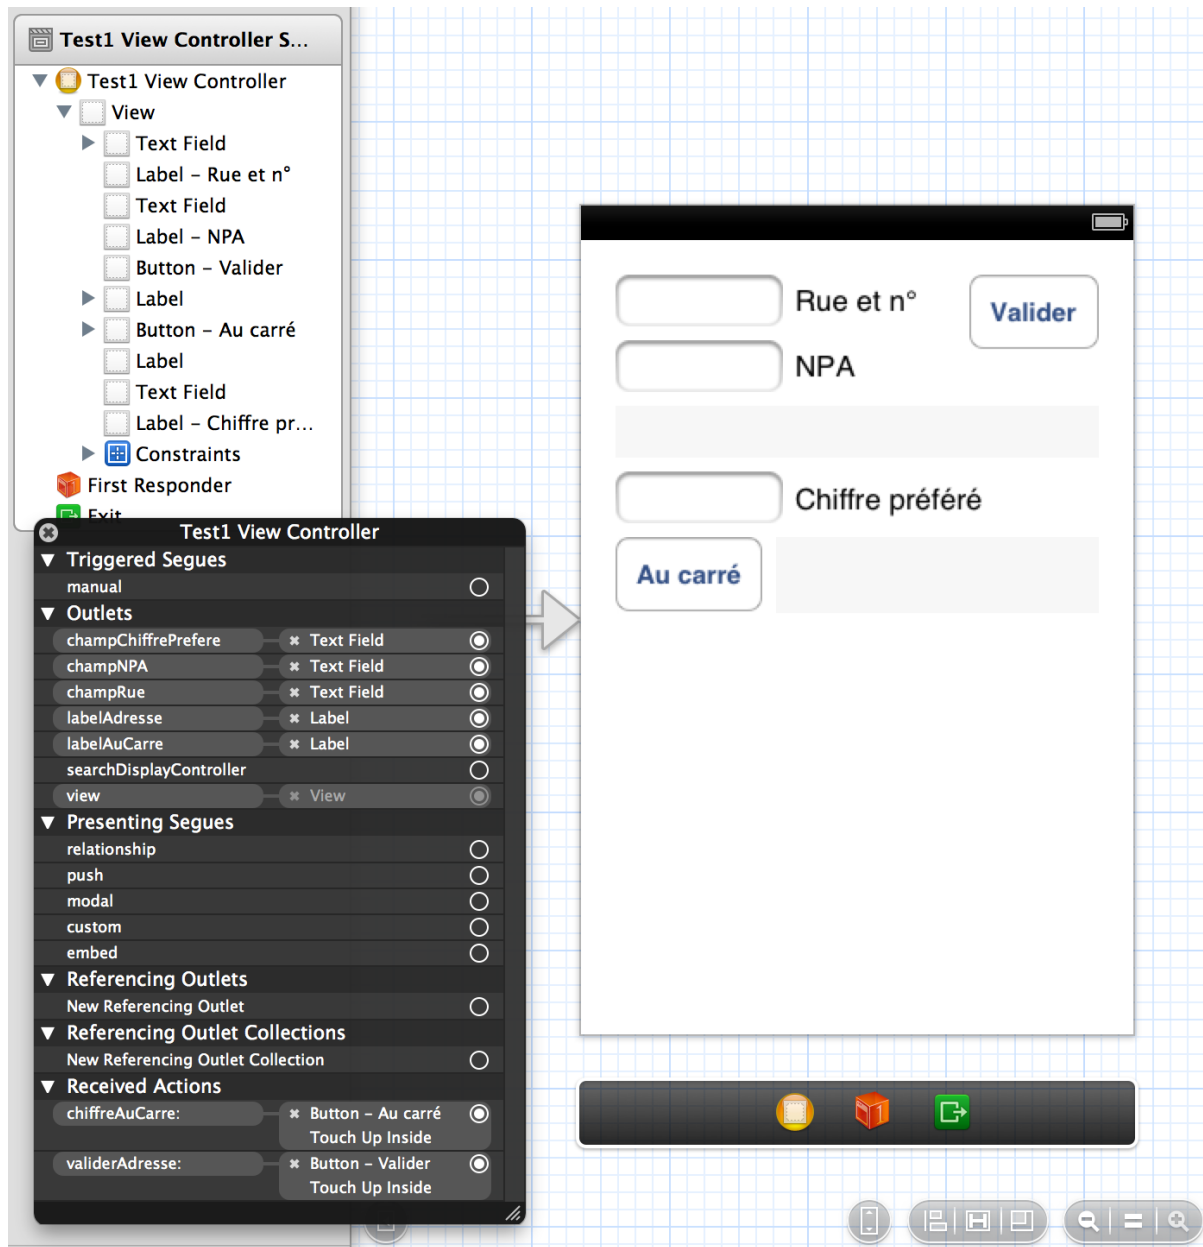 Test1 View Controller S...
Test1 View Controller
View
Text Field
Label – Rue et n°
Text Field
Label – NPA
Button – Valider
Label
Button – Au carré
Label
Text Field
Label – Chiffre pr...
Constraints
First Responder
Exit
Test1 View Controller
Triggered Segues
manual
Outlets
champChiffrePrefere Text Field
champNPA Text Field
champRue Text Field
labelAdresse Label
labelAuCarre Label
searchDisplayController
view View
Presenting Segues
relationship
push
modal
custom
embed
Referencing Outlets
New Referencing Outlet
Referencing Outlet Collections
New Referencing Outlet Collection
Received Actions
chiffreAuCarre: Button – Au carré
Touch Up Inside
validerAdresse: Button – Valider
Touch Up Inside
Rue et n°
Valider
NPA
Chiffre préféré
Au carré